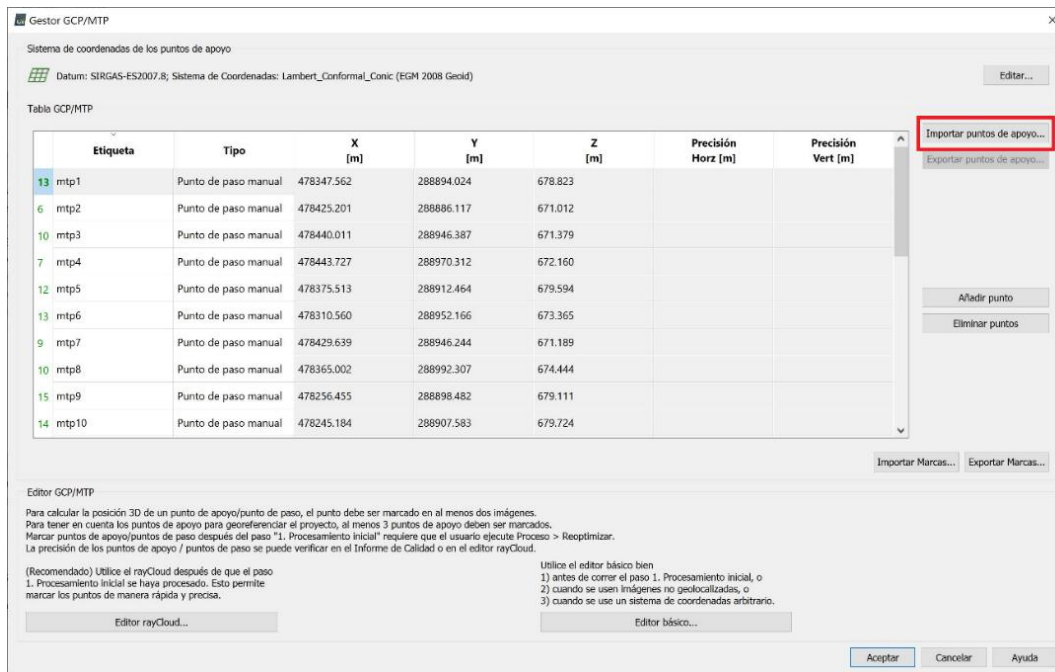 Gestor GCP/MTP
Sistema de coordenadas de los puntos de apoyo
Datum: SIRGAS-ES2007.8; Sistema de Coordenadas: Lambert_Conformal_Conic (EGM 2008 Geoid)
Editar...
Tabla GCP/MTP
Etiqueta Tipo X [m] Y [m] Z [m] Precisión Horz [m] Precisión Vert [m]
13 mtp1 Punto de paso manual 478347.562 288894.024 678.823
6 mtp2 Punto de paso manual 478425.201 288886.117 671.012
10 mtp3 Punto de paso manual 478440.011 288946.387 671.379
7 mtp4 Punto de paso manual 478443.727 288970.312 672.160
12 mtp5 Punto de paso manual 478375.513 288912.464 679.594
13 mtp6 Punto de paso manual 478310.560 288952.166 673.365
9 mtp7 Punto de paso manual 478429.639 288946.244 671.189
10 mtp8 Punto de paso manual 478365.002 288992.307 674.444
15 mtp9 Punto de paso manual 478256.455 288898.482 679.111
14 mtp10 Punto de paso manual 478245.184 288907.583 679.724
Importar puntos de apoyo...
Exportar puntos de apoyo...
Añadir punto
Eliminar puntos
Importar Marcas... Exportar Marcas...
Editor GCP/MTP
Para calcular la posición 3D de un punto de apoyo/punto de paso, el punto debe ser marcado en al menos dos imágenes.
Para tener en cuenta los puntos de apoyo para georeferenciar el proyecto, al menos 3 puntos de apoyo deben ser marcados.
Marcar puntos de apoyo/puntos de paso después del paso "1. Procesamiento inicial" requiere que el usuario ejecute Proceso > Reoptimizar.
La precisión de los puntos de apoyo / puntos de paso se puede verificar en el Informe de Calidad o en el editor rayCloud.
(Recomendado) Utilice el rayCloud después de que el paso
1. Procesamiento inicial se haya procesado. Esto permite
marcar los puntos de manera rápida y precisa.
Editor rayCloud...
Utilice el editor básico bien
1) antes de correr el paso 1. Procesamiento inicial, o
2) cuando se usen imágenes no geolocalizadas, o
3) cuando se use un sistema de coordenadas arbitrario.
Editor básico...
Aceptar Cancelar Ayuda